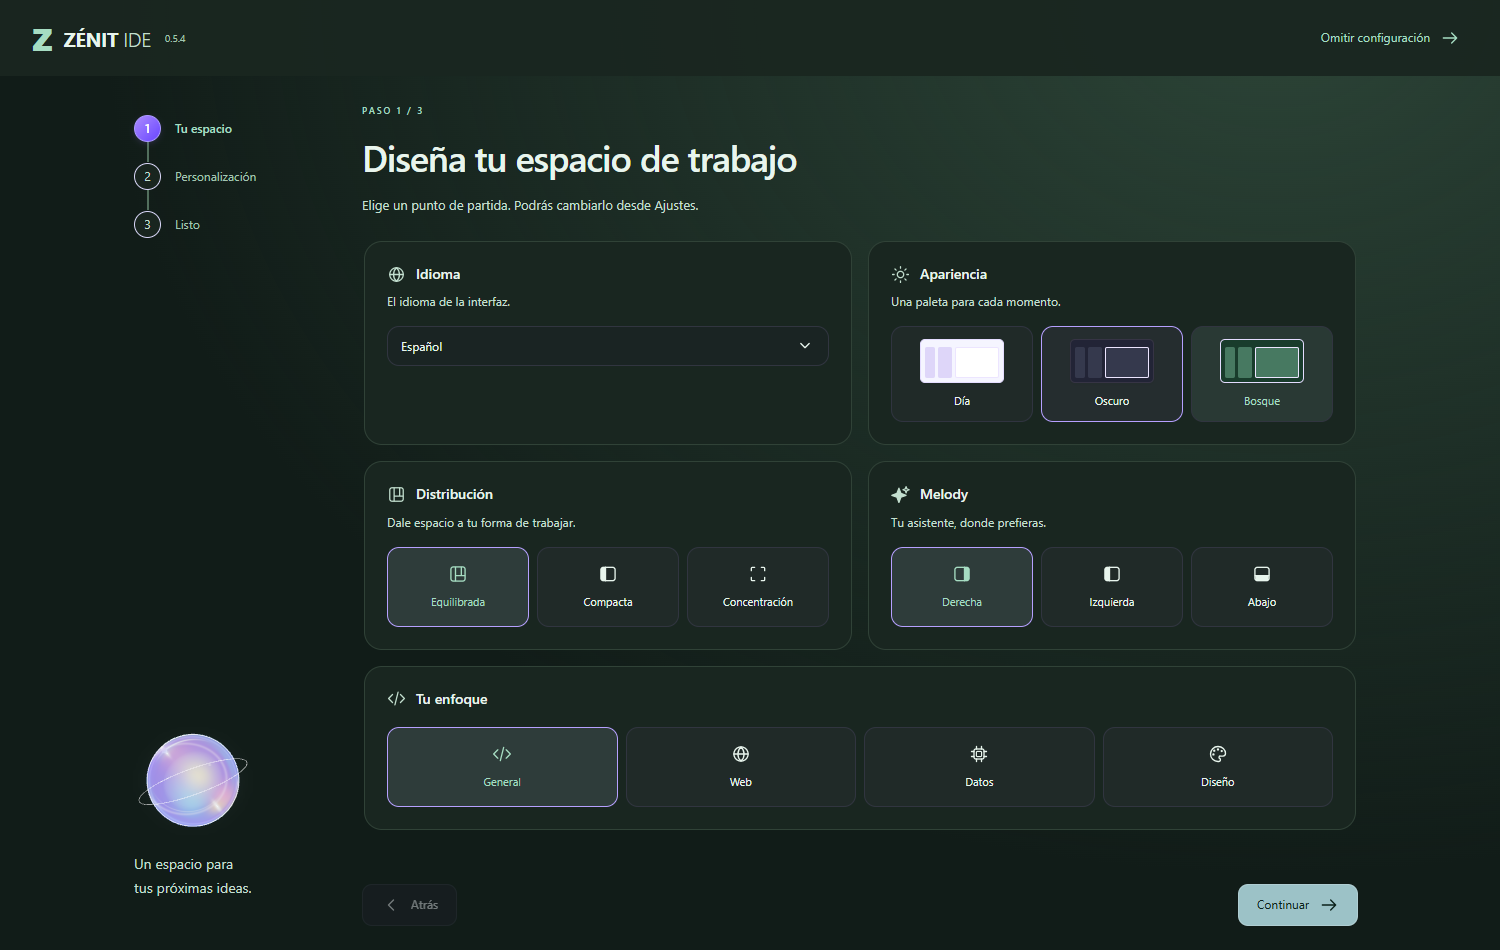 ZÉNIT IDE 0.5.4
Omitir configuración
1 Tu espacio
2 Personalización
3 Listo
PASO 1 / 3
Diseña tu espacio de trabajo
Elige un punto de partida. Podrás cambiarlo desde Ajustes.
Idioma
El idioma de la interfaz.
Español
Apariencia
Una paleta para cada momento.
Día
Oscuro
Bosque
Distribución
Dale espacio a tu forma de trabajar.
Equilibrada
Compacta
Concentración
Melody
Tu asistente, donde prefieras.
Derecha
Izquierda
Abajo
Tu enfoque
General
Web
Datos
Diseño
Un espacio para
tus próximas ideas.
Atrás
Continuar